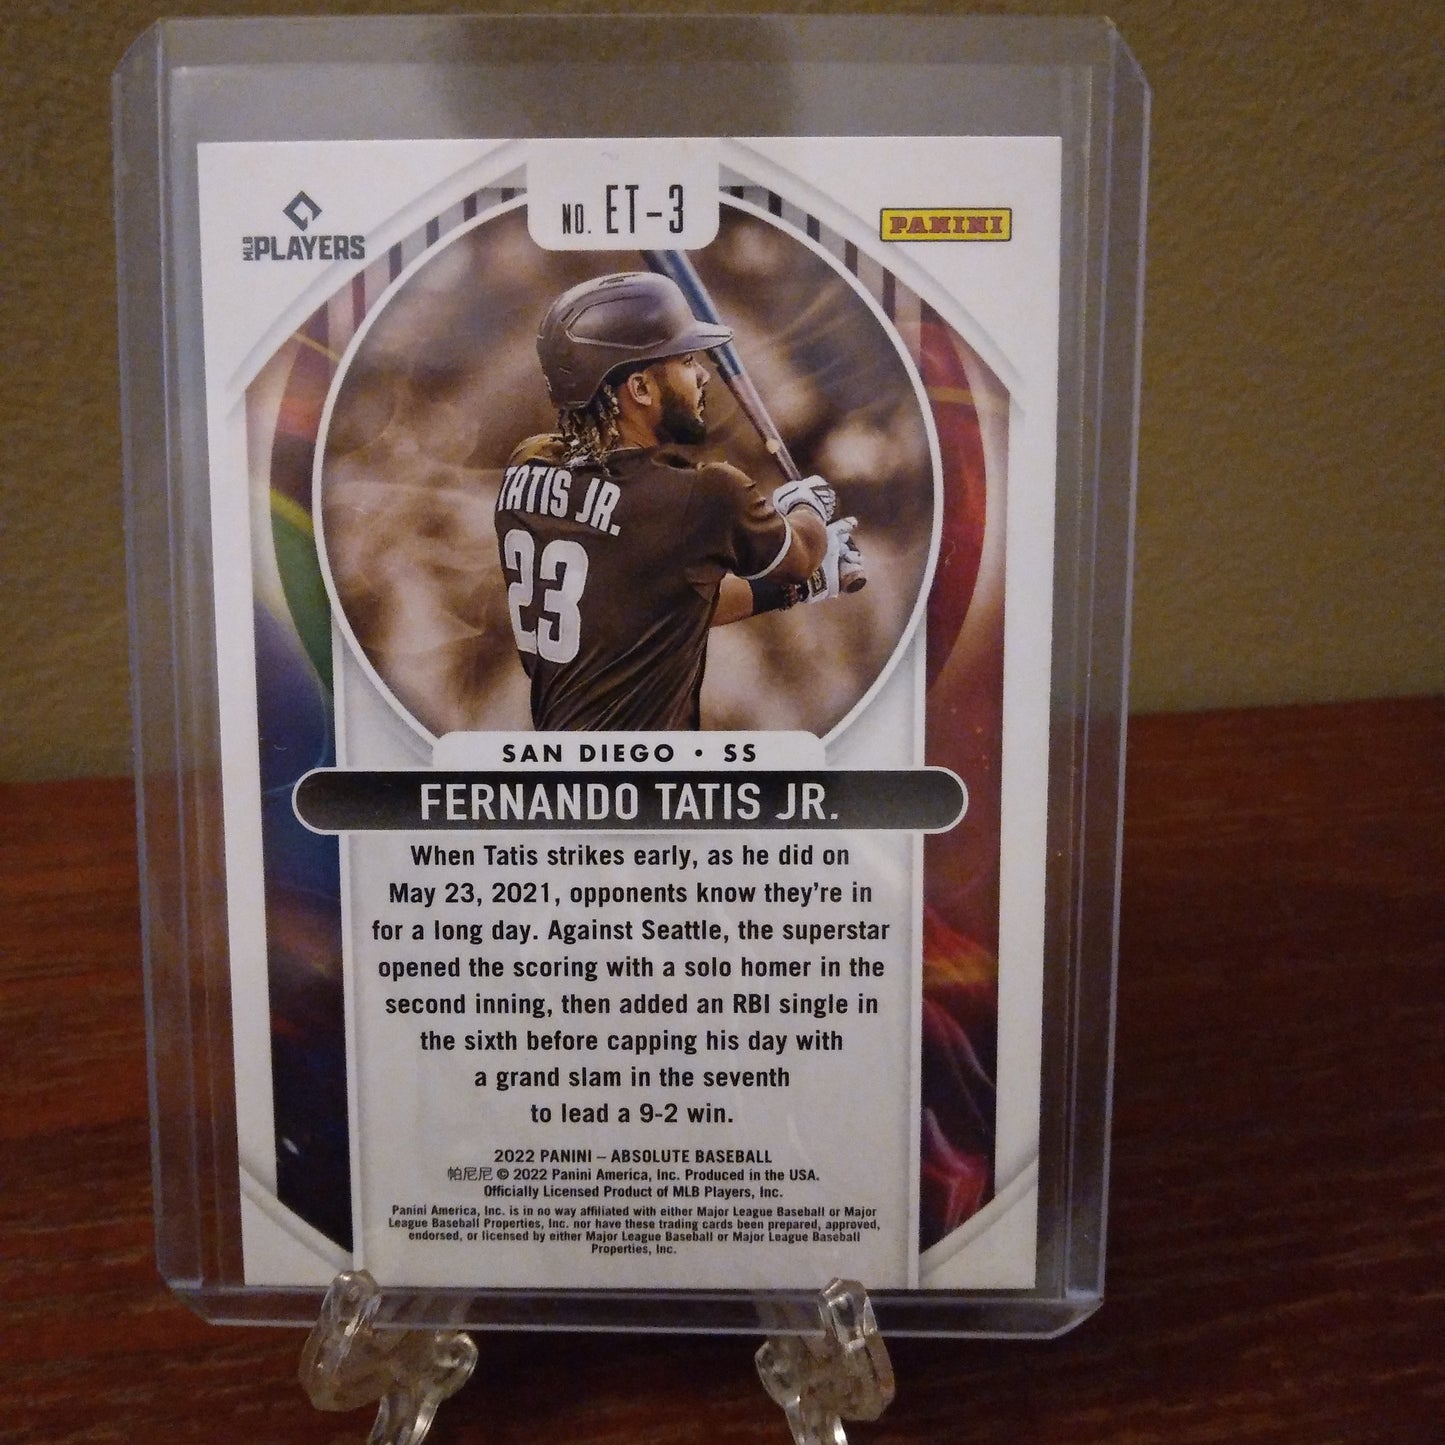 NO. ET-3
MLB PLAYERS
PANINI
TATIS JR.
23
SAN DIEGO • SS
FERNANDO TATIS JR.
When Tatis strikes early, as he did on
May 23, 2021, opponents know they're in
for a long day. Against Seattle, the superstar
opened the scoring with a solo homer in the
second inning, then added an RBI single in
the sixth before capping his day with
a grand slam in the seventh
to lead a 9-2 win.
2022 PANINI – ABSOLUTE BASEBALL
帕尼尼 © 2022 Panini America, Inc. Produced in the USA.
Officially Licensed Product of MLB Players, Inc.
Panini America, Inc. is in no way affiliated with either Major League Baseball or Major
League Baseball Properties, Inc. nor have these trading cards been prepared, approved,
endorsed, or licensed by either Major League Baseball or Major League Baseball
Properties, Inc.